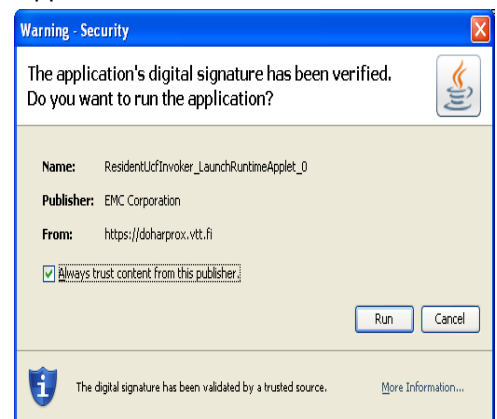 Warning - Security
The application's digital signature has been verified.
Do you want to run the application?
Name: ResidentUcfInvoker_LaunchRuntimeApplet_0
Publisher: EMC Corporation
From: https://doharprox.vtt.fi
Always trust content from this publisher.
Run Cancel
The digital signature has been validated by a trusted source. More Information...